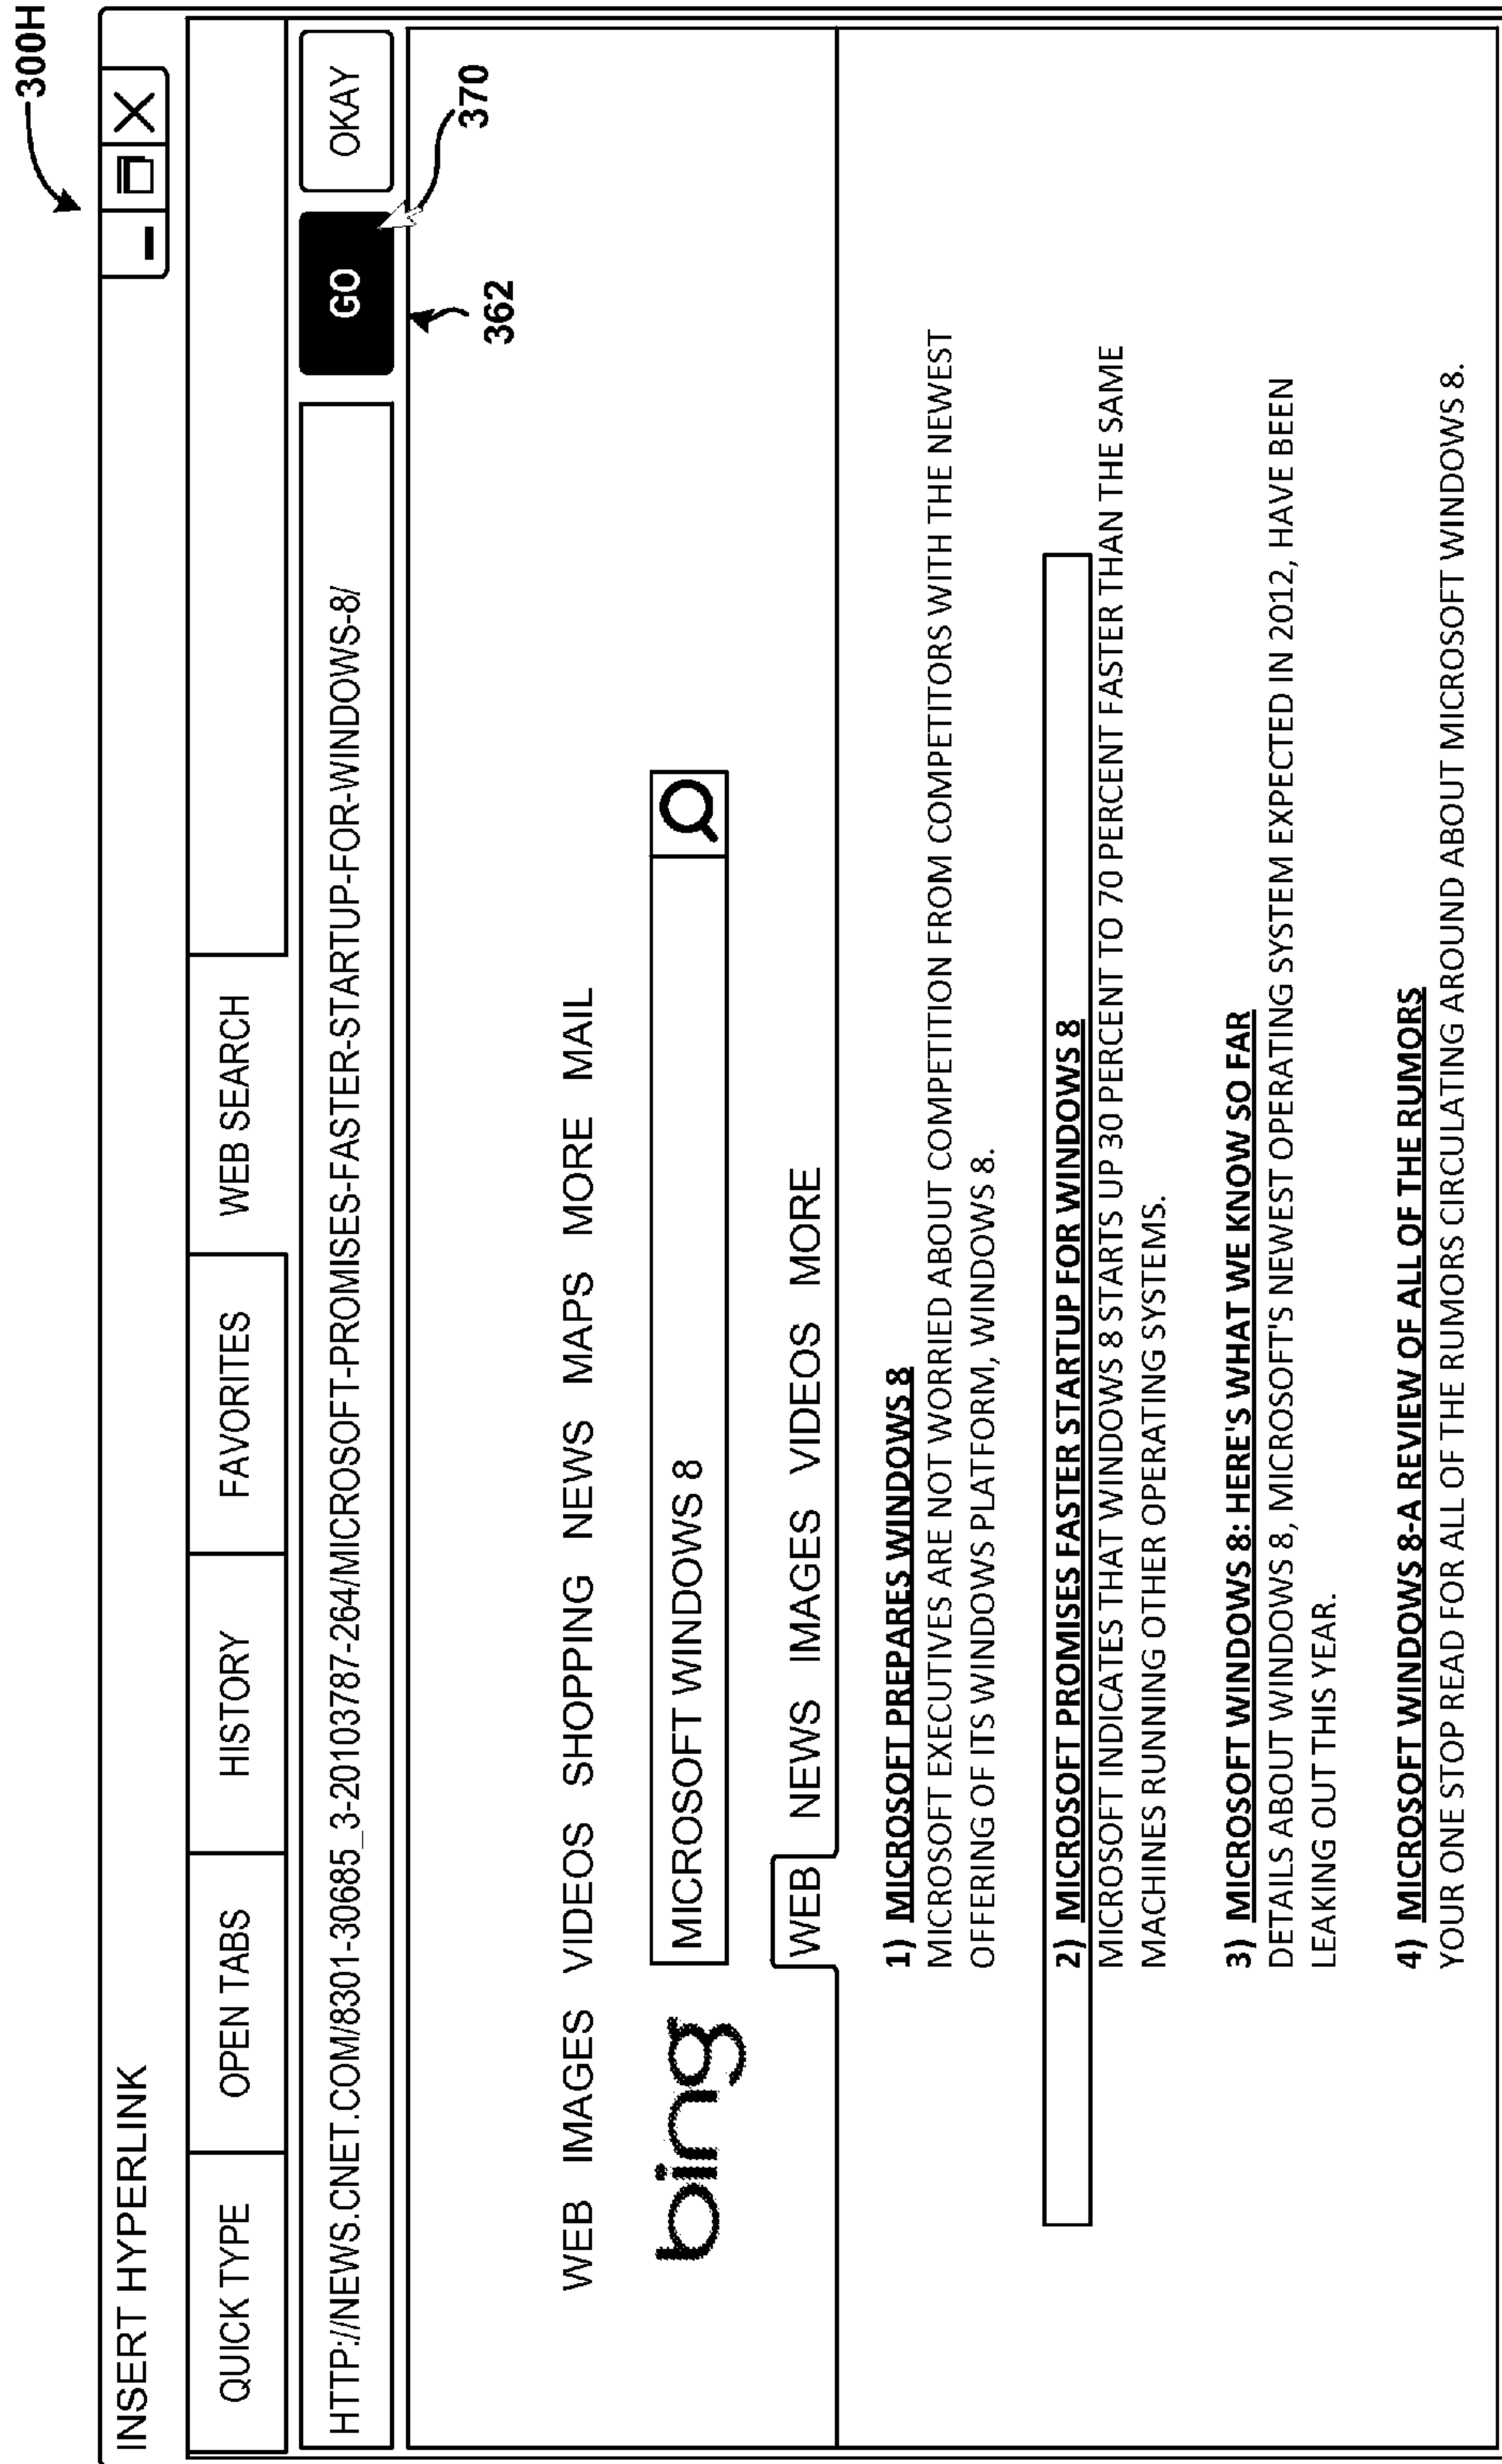 300H
INSERT HYPERLINK
QUICK TYPE
OPEN TABS
HISTORY
FAVORITES
WEB SEARCH
HTTP://NEWS.CNET.COM/8301-30685_3-20103787-264/MICROSOFT-PROMISES-FASTER-STARTUP-FOR-WINDOWS-8/
GO
OKAY
362
370
WEB IMAGES VIDEOS SHOPPING NEWS MAPS MORE MAIL
bing
MICROSOFT WINDOWS 8
WEB NEWS IMAGES VIDEOS MORE
1) MICROSOFT PREPARES WINDOWS 8
MICROSOFT EXECUTIVES ARE NOT WORRIED ABOUT COMPETITION FROM COMPETITORS WITH THE NEWEST
OFFERING OF ITS WINDOWS PLATFORM, WINDOWS 8.
2) MICROSOFT PROMISES FASTER STARTUP FOR WINDOWS 8
MICROSOFT INDICATES THAT WINDOWS 8 STARTS UP 30 PERCENT TO 70 PERCENT FASTER THAN THE SAME
MACHINES RUNNING OTHER OPERATING SYSTEMS.
3) MICROSOFT WINDOWS 8: HERE'S WHAT WE KNOW SO FAR
DETAILS ABOUT WINDOWS 8, MICROSOFT'S NEWEST OPERATING SYSTEM EXPECTED IN 2012, HAVE BEEN
LEAKING OUT THIS YEAR.
4) MICROSOFT WINDOWS 8-A REVIEW OF ALL OF THE RUMORS
YOUR ONE STOP READ FOR ALL OF THE RUMORS CIRCULATING AROUND ABOUT MICROSOFT WINDOWS 8.